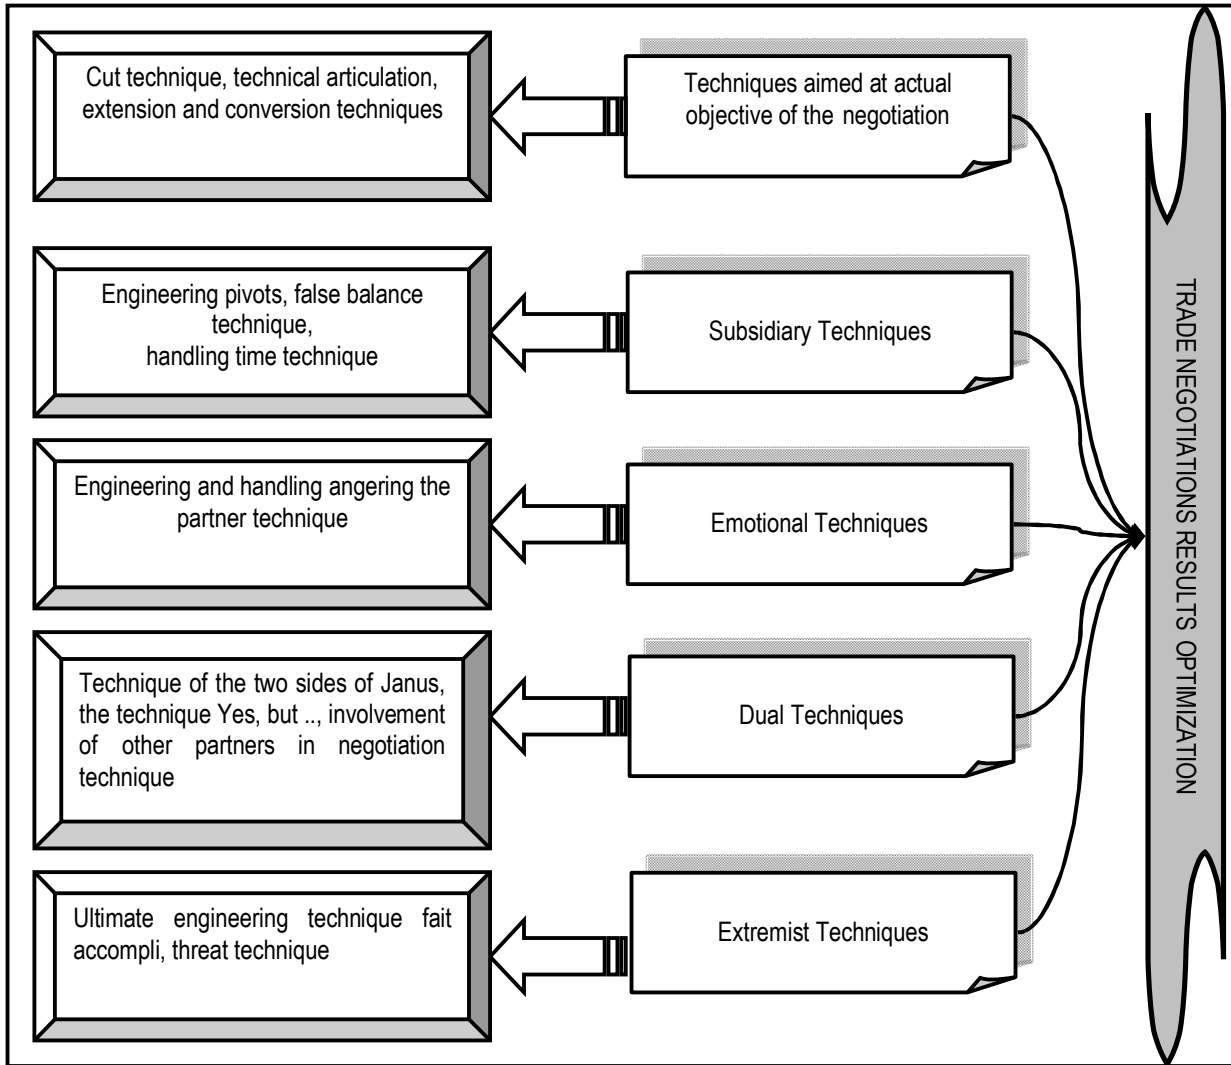 Cut technique, technical articulation,
extension and conversion techniques
Techniques aimed at actual
objective of the negotiation
Engineering pivots, false balance
technique,
handling time technique
Subsidiary Techniques
Engineering and handling angering the
partner technique
Emotional Techniques
Technique of the two sides of Janus,
the technique Yes, but .., involvement
of other partners in negotiation
technique
Dual Techniques
Ultimate engineering technique fait
accompli, threat technique
Extremist Techniques
TRADE NEGOTIATIONS RESULTS OPTIMIZATION